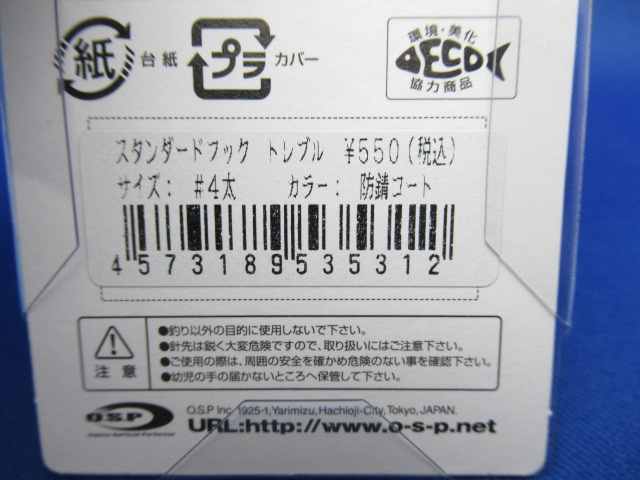 紙 台紙
プラ カバー
環境・美化
ECO
協力商品
スタンダードフック トレブル ¥550(税込)
サイズ: #4太 カラー: 防錆コート
4573189535312
注意
●釣り以外の目的に使用しないで下さい。
●針先は鋭く大変危険ですので、取り扱いにはご注意下さい。
●ご使用の際は、周囲の安全を確かめ危険のない事を確認下さい。
●幼児の手の届かないところへ保管して下さい。
O.S.P
O.S.P Inc. 1925-1, Yarimizu, Hachioji-City, Tokyo, JAPAN.
URL:http://www.o-s-p.net